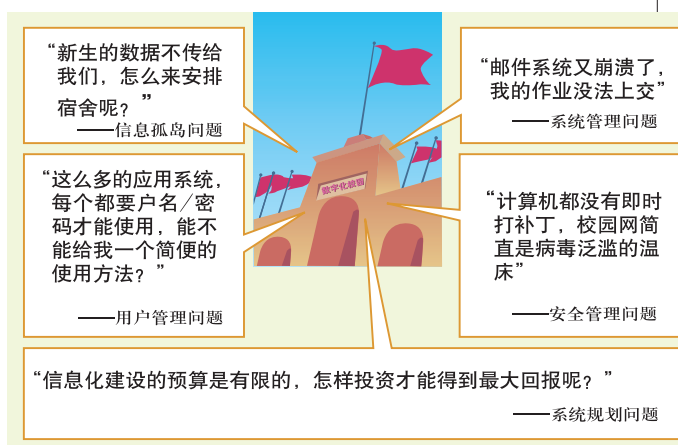 “新生的数据不传给
我们，怎么来安排
宿舍呢？”
——信息孤岛问题
“邮件系统又崩溃了，
我的作业没法上交”
——系统管理问题
“这么多的应用系统，
每个都要户名／密
码才能使用，能不
能给我一个简便的
使用方法？”
——用户管理问题
数字化校园
“计算机都没有即时
打补丁，校园网简
直是病毒泛滥的温
床”
——安全管理问题
“信息化建设的预算是有限的，怎样投资才能得到最大回报呢？”
——系统规划问题